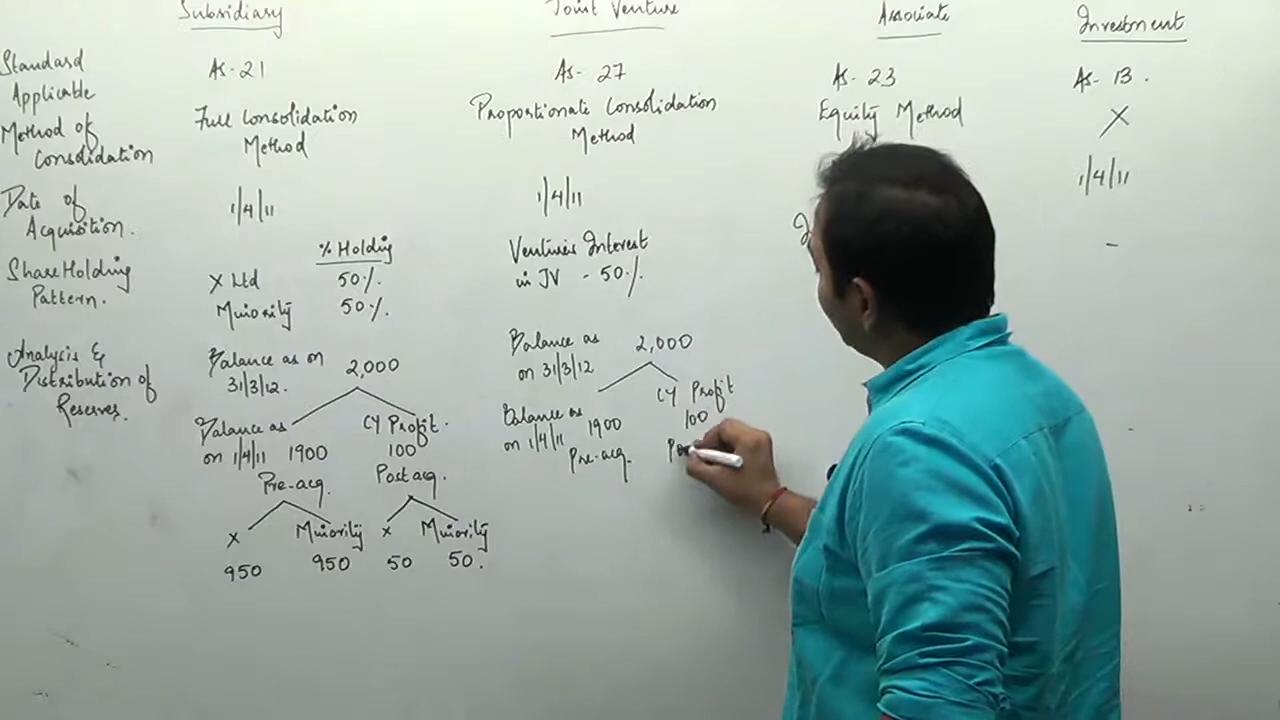 Subsidiary
Joint Venture
Associate
Investment
Standard
Applicable
AS-21
AS-27
AS-23
AS-13.
Method of
Consolidation
Full Consolidation
Method
Proportionate Consolidation
Method
Equity Method
X
Date of
Acquisition.
1/4/11
1/4/11
1/4/11
ShareHolding
Pattern.
% Holding
X Ltd 50%.
Minority 50%.
Venturer's Interest
in JV - 50%.
-
Analysis &
Distribution of
Reserves.
Balance as on
31/3/12. 2,000
Balance as
on 1/4/11 1900
Pre-acq.
CY Profit.
100
Post acq.
X Minority X Minority
950 950 50 50.
Balance as
on 31/3/12 2,000
Balance as
on 1/4/11 1900
Pre-acq.
CY Profit
100